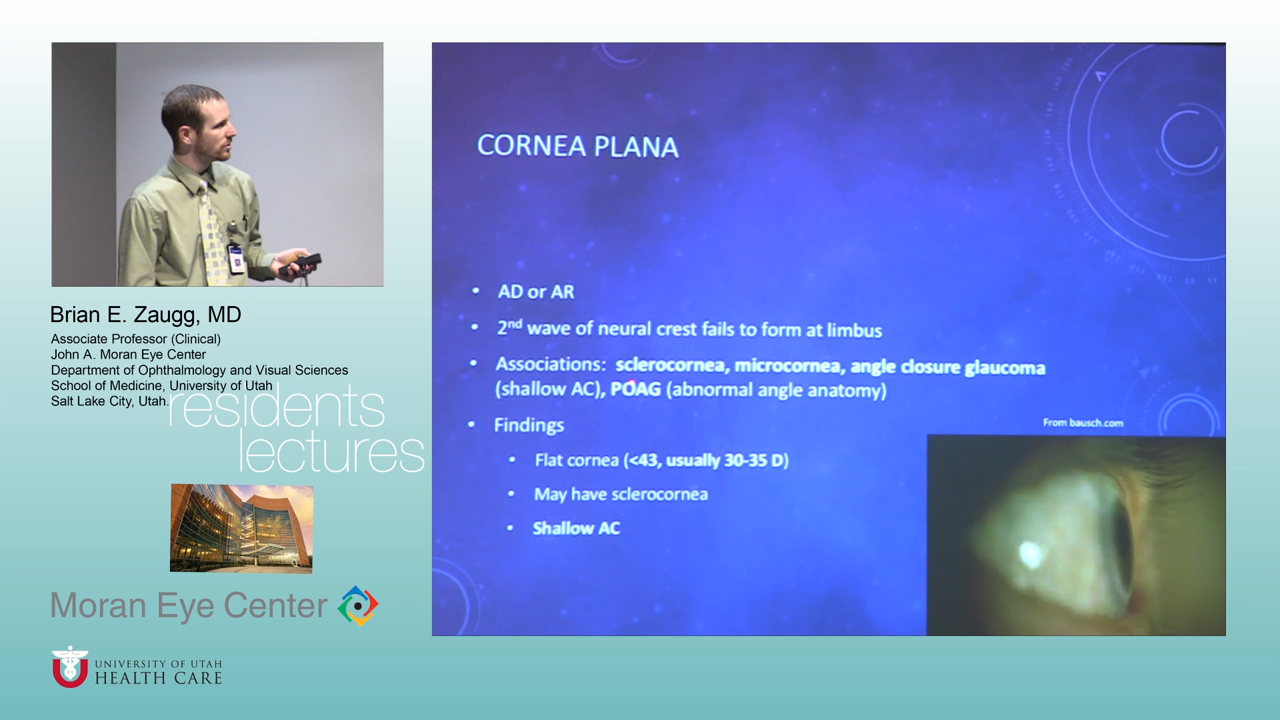 Brian E. Zaugg, MD
Associate Professor (Clinical)
John A. Moran Eye Center
Department of Ophthalmology and Visual Sciences
School of Medicine, University of Utah
Salt Lake City, Utah.
residents
lectures
Moran Eye Center
UNIVERSITY OF UTAH
HEALTH CARE
CORNEA PLANA
• AD or AR
• 2nd wave of neural crest fails to form at limbus
• Associations: sclerocornea, microcornea, angle closure glaucoma
(shallow AC), POAG (abnormal angle anatomy)
• Findings
• Flat cornea (<43, usually 30-35 D)
• May have sclerocornea
• Shallow AC
From bausch.com